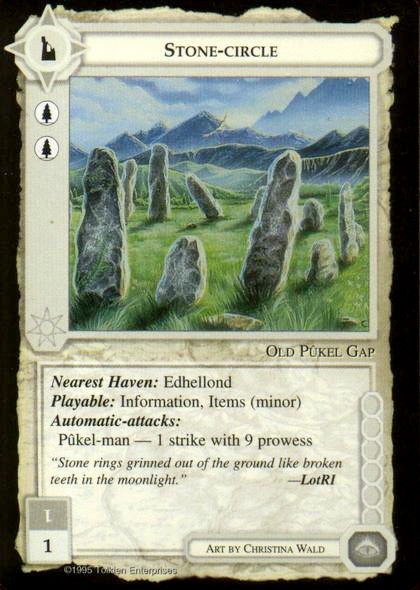 Stone-circle
Old Pûkel Gap
Nearest Haven: Edhellond
Playable: Information, Items (minor)
Automatic-attacks:
Pûkel-man — 1 strike with 9 prowess
“Stone rings grinned out of the ground like broken
teeth in the moonlight.” —LotRI
1
1
Art by Christina Wald
©1995 Tolkien Enterprises